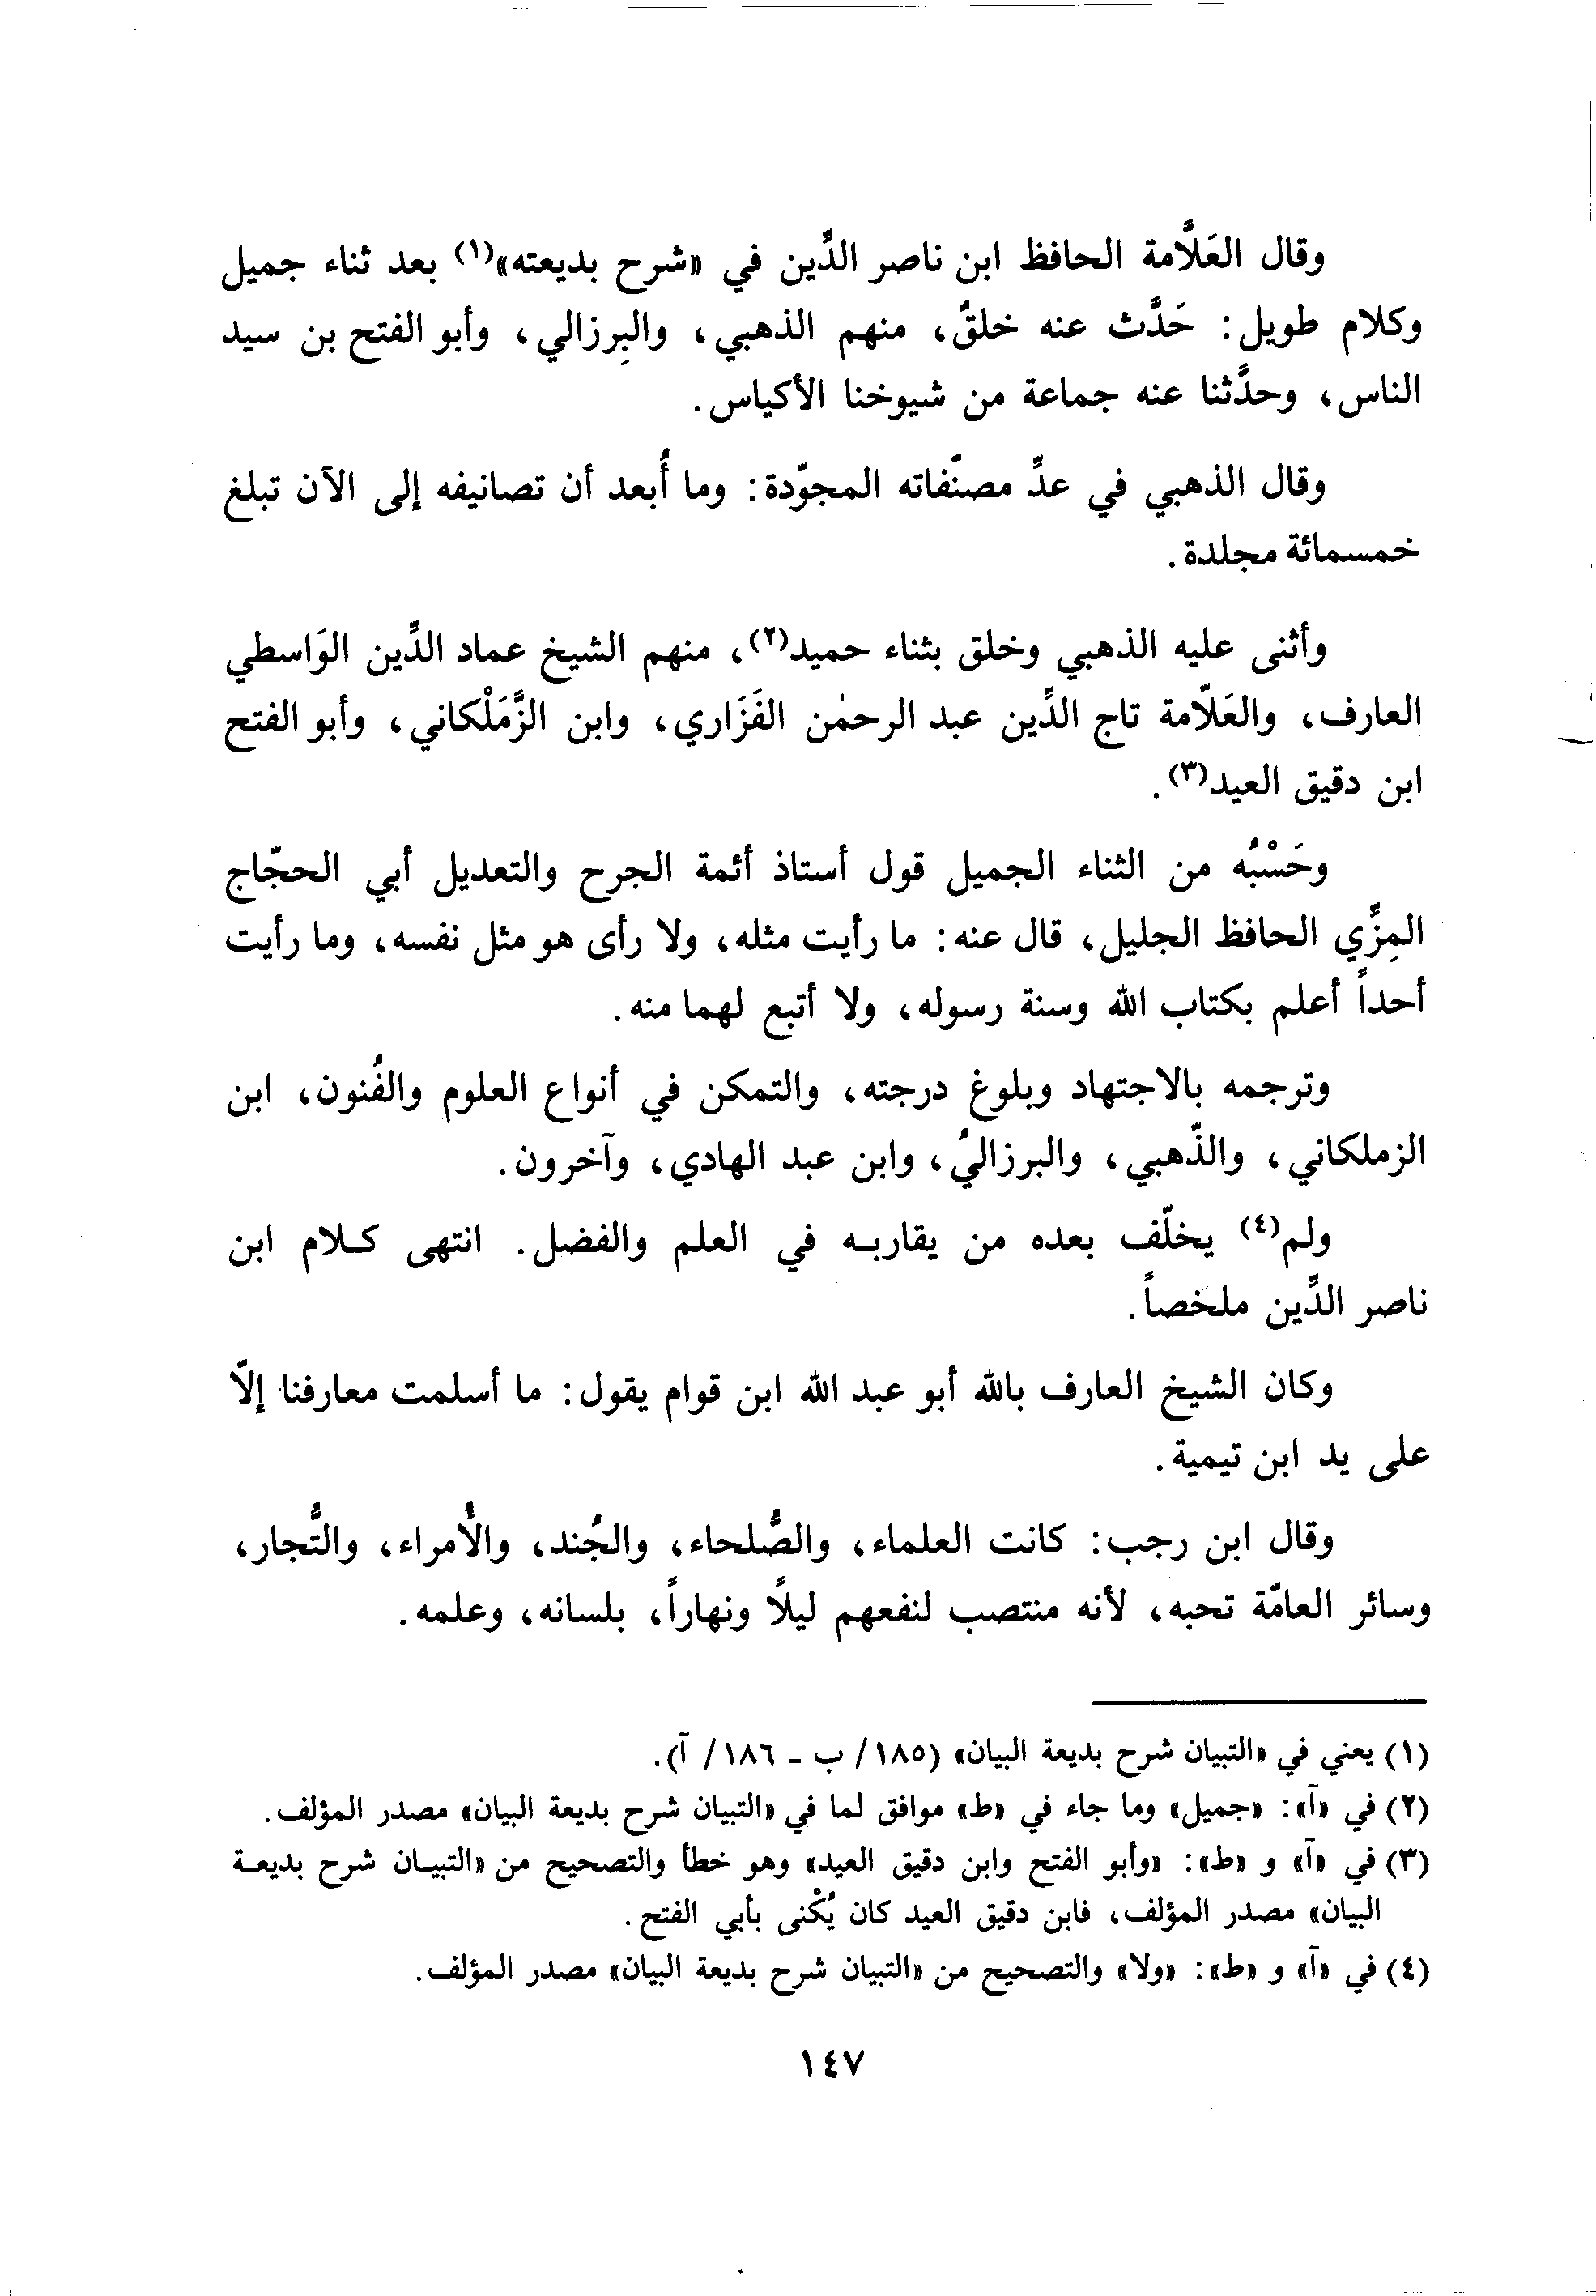 وقال العَلَّامة الحافظ ابن ناصر الدِّين في «شرح بديعته»(١) بعد ثناء جميل
وكلام طويل: حَدَّث عنه خلقٌ، منهم الذهبي، والبِرزالي، وأبو الفتح بن سيد
الناس، وحدَّثنا عنه جماعة من شيوخنا الأكياس.
وقال الذهبي في عدِّ مصنّفاته المجوّدة: وما أُبعد أن تصانيفه إلى الآن تبلغ
خمسمائة مجلدة.
وأثنى عليه الذهبي وخلق بثناء حميد(٢)، منهم الشيخ عماد الدِّين الوَاسطي
العارف، والعَلّامة تاج الدِّين عبد الرحمٰن الفَزَاري، وابن الزَّمَلْكاني، وأبو الفتح
ابن دقيق العيد(٣).
وحَسْبُه من الثناء الجميل قول أستاذ أئمة الجرح والتعديل أبي الحجّاج
المِزِّي الحافظ الجليل، قال عنه: ما رأيت مثله، ولا رأى هو مثل نفسه، وما رأيت
أحداً أعلم بكتاب الله وسنة رسوله، ولا أتبع لهما منه.
وترجمه بالاجتهاد وبلوغ درجته، والتمكن في أنواع العلوم والفُنون، ابن
الزملكاني، والذّهبي، والبرزاليُ، وابن عبد الهادي، وآخرون.
ولم(٤) يخلّف بعده من يقاربه في العلم والفضل. انتهى كلام ابن
ناصر الدِّين ملخصاً.
وكان الشيخ العارف بالله أبو عبد الله ابن قوام يقول: ما أسلمت معارفنا إلّا
على يد ابن تيمية.
وقال ابن رجب: كانت العلماء، والصُّلحاء، والجُند، والأُمراء، والتُّجار،
وسائر العامّة تحبه، لأنه منتصب لنفعهم ليلاً ونهاراً، بلسانه، وعلمه.
(١) يعني في «التبيان شرح بديعة البيان» (١٨٥/ ب - ١٨٦/ آ).
(٢) في «آ»: «جميل» وما جاء في «ط» موافق لما في «التبيان شرح بديعة البيان» مصدر المؤلف.
(٣) في «آ» و «ط»: «وأبو الفتح وابن دقيق العيد» وهو خطأ والتصحيح من «التبيان شرح بديعة
البيان» مصدر المؤلف، فابن دقيق العيد كان يُكْنى بأبي الفتح.
(٤) في «آ» و «ط»: «ولا» والتصحيح من «التبيان شرح بديعة البيان» مصدر المؤلف.
١٤٧